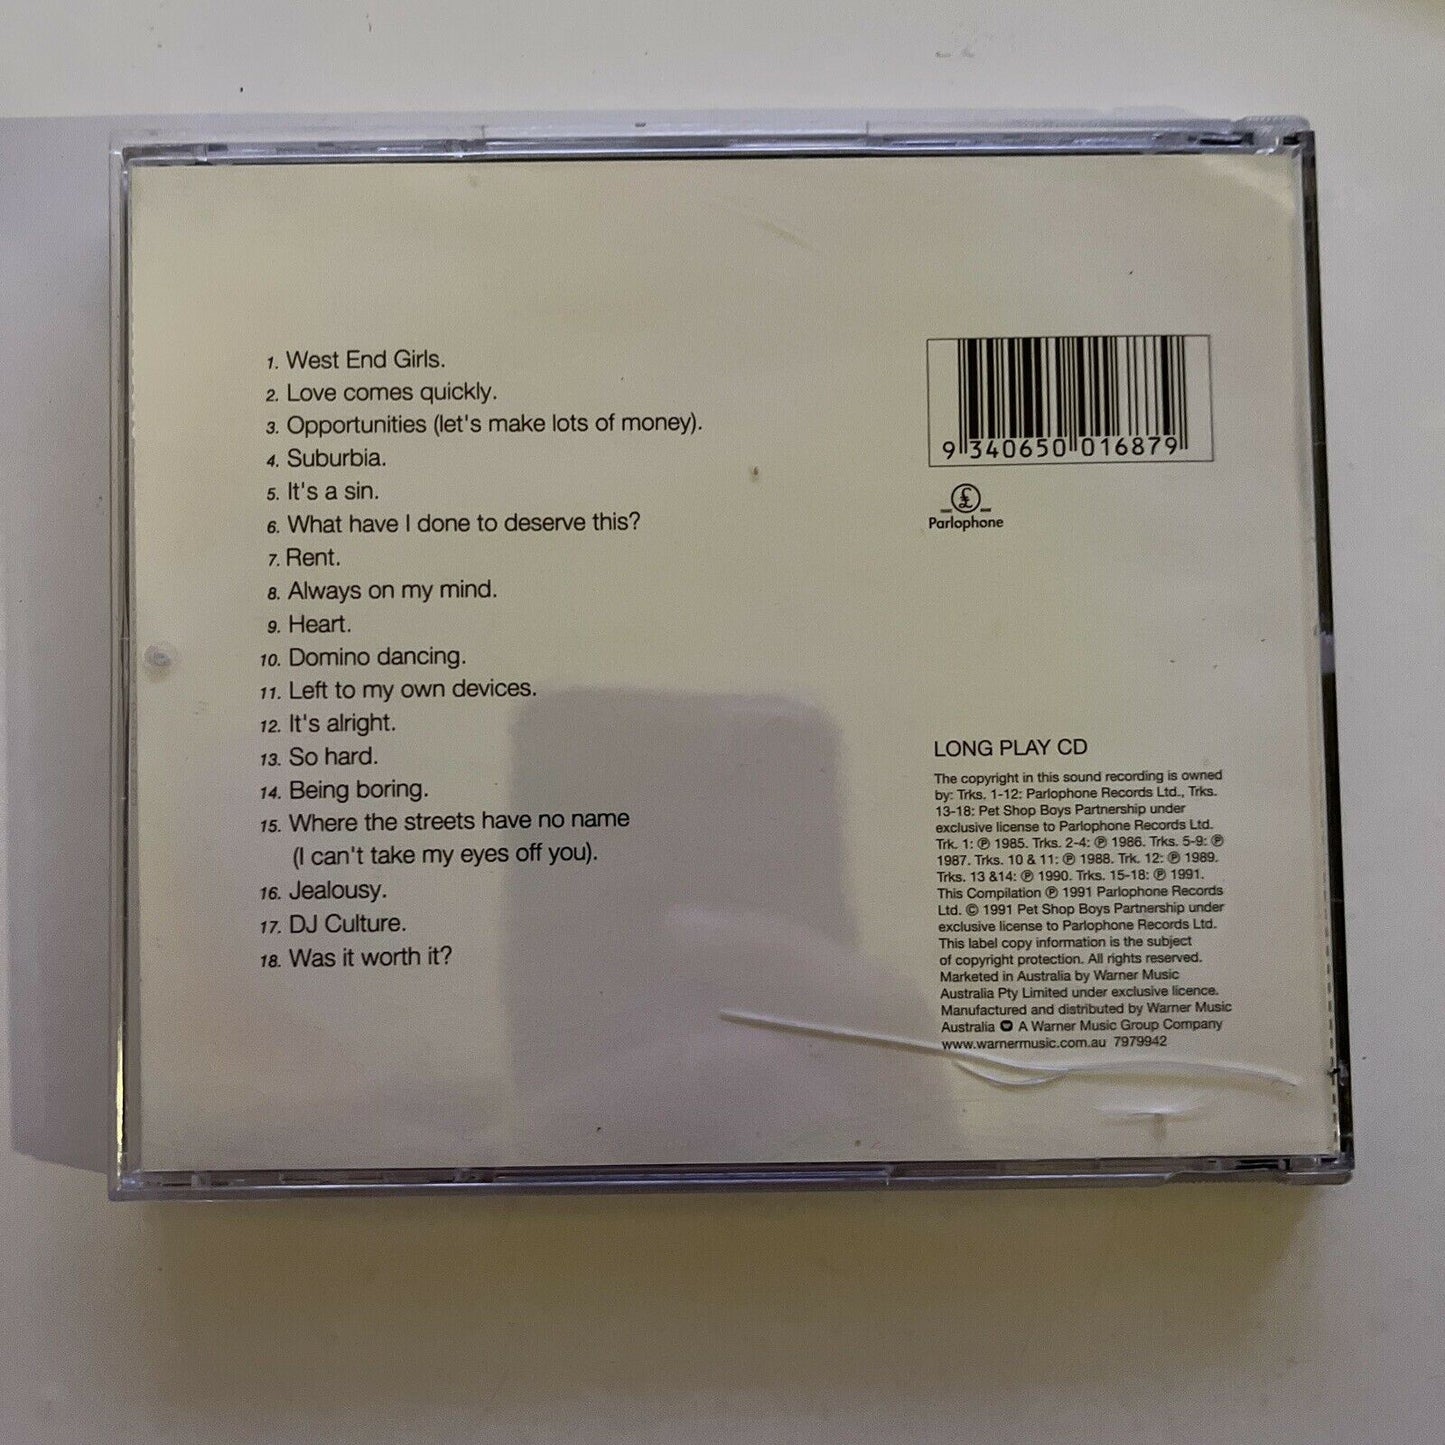 1. West End Girls.
2. Love comes quickly.
3. Opportunities (let's make lots of money).
4. Suburbia.
5. It's a sin.
6. What have I done to deserve this?
7. Rent.
8. Always on my mind.
9. Heart.
10. Domino dancing.
11. Left to my own devices.
12. It's alright.
13. So hard.
14. Being boring.
15. Where the streets have no name
(I can't take my eyes off you).
16. Jealousy.
17. DJ Culture.
18. Was it worth it?
9 340650 016879
£
Parlophone
LONG PLAY CD
The copyright in this sound recording is owned
by: Trks. 1-12: Parlophone Records Ltd., Trks.
13-18: Pet Shop Boys Partnership under
exclusive license to Parlophone Records Ltd.
Trk. 1: ℗ 1985. Trks. 2-4: ℗ 1986. Trks. 5-9: ℗
1987. Trks. 10 & 11: ℗ 1988. Trk. 12: ℗ 1989.
Trks. 13 &14: ℗ 1990. Trks. 15-18: ℗ 1991.
This Compilation ℗ 1991 Parlophone Records
Ltd. © 1991 Pet Shop Boys Partnership under
exclusive license to Parlophone Records Ltd.
This label copy information is the subject
of copyright protection. All rights reserved.
Marketed in Australia by Warner Music
Australia Pty Limited under exclusive licence.
Manufactured and distributed by Warner Music
Australia A Warner Music Group Company
www.warnermusic.com.au 7979942